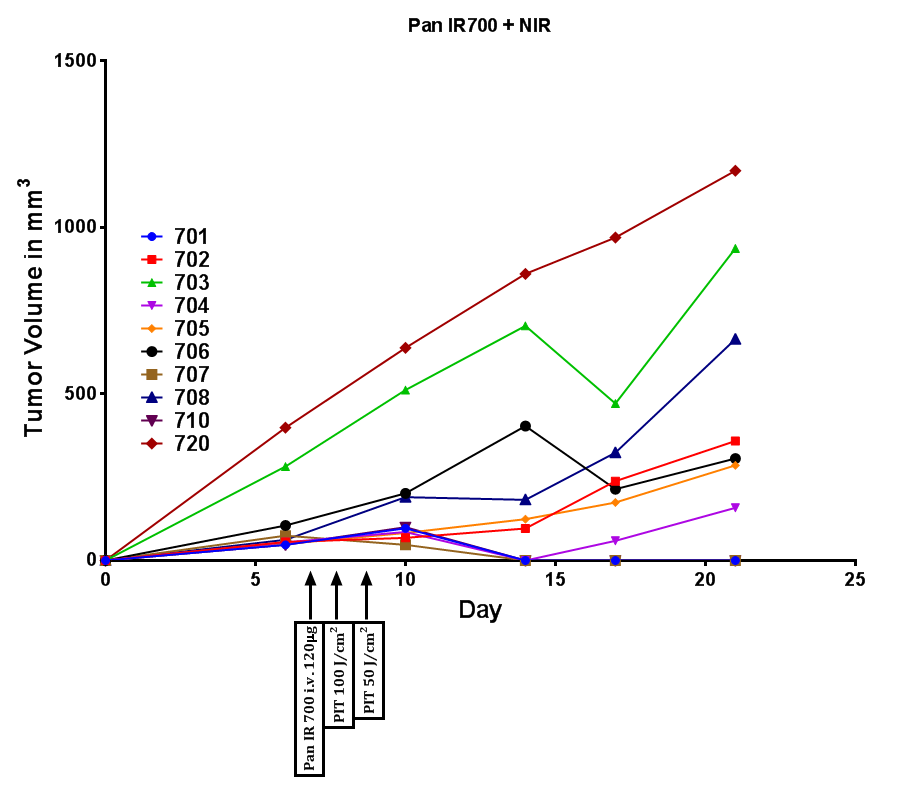 Pan IR700 + NIR
1500
1000
500
0
Tumor Volume in mm³
701
702
703
704
705
706
707
708
710
720
0 5 10 15 20 25
Day
Pan IR 700 i.v. 120µg
PIT 100 J/cm²
PIT 50 J/cm²